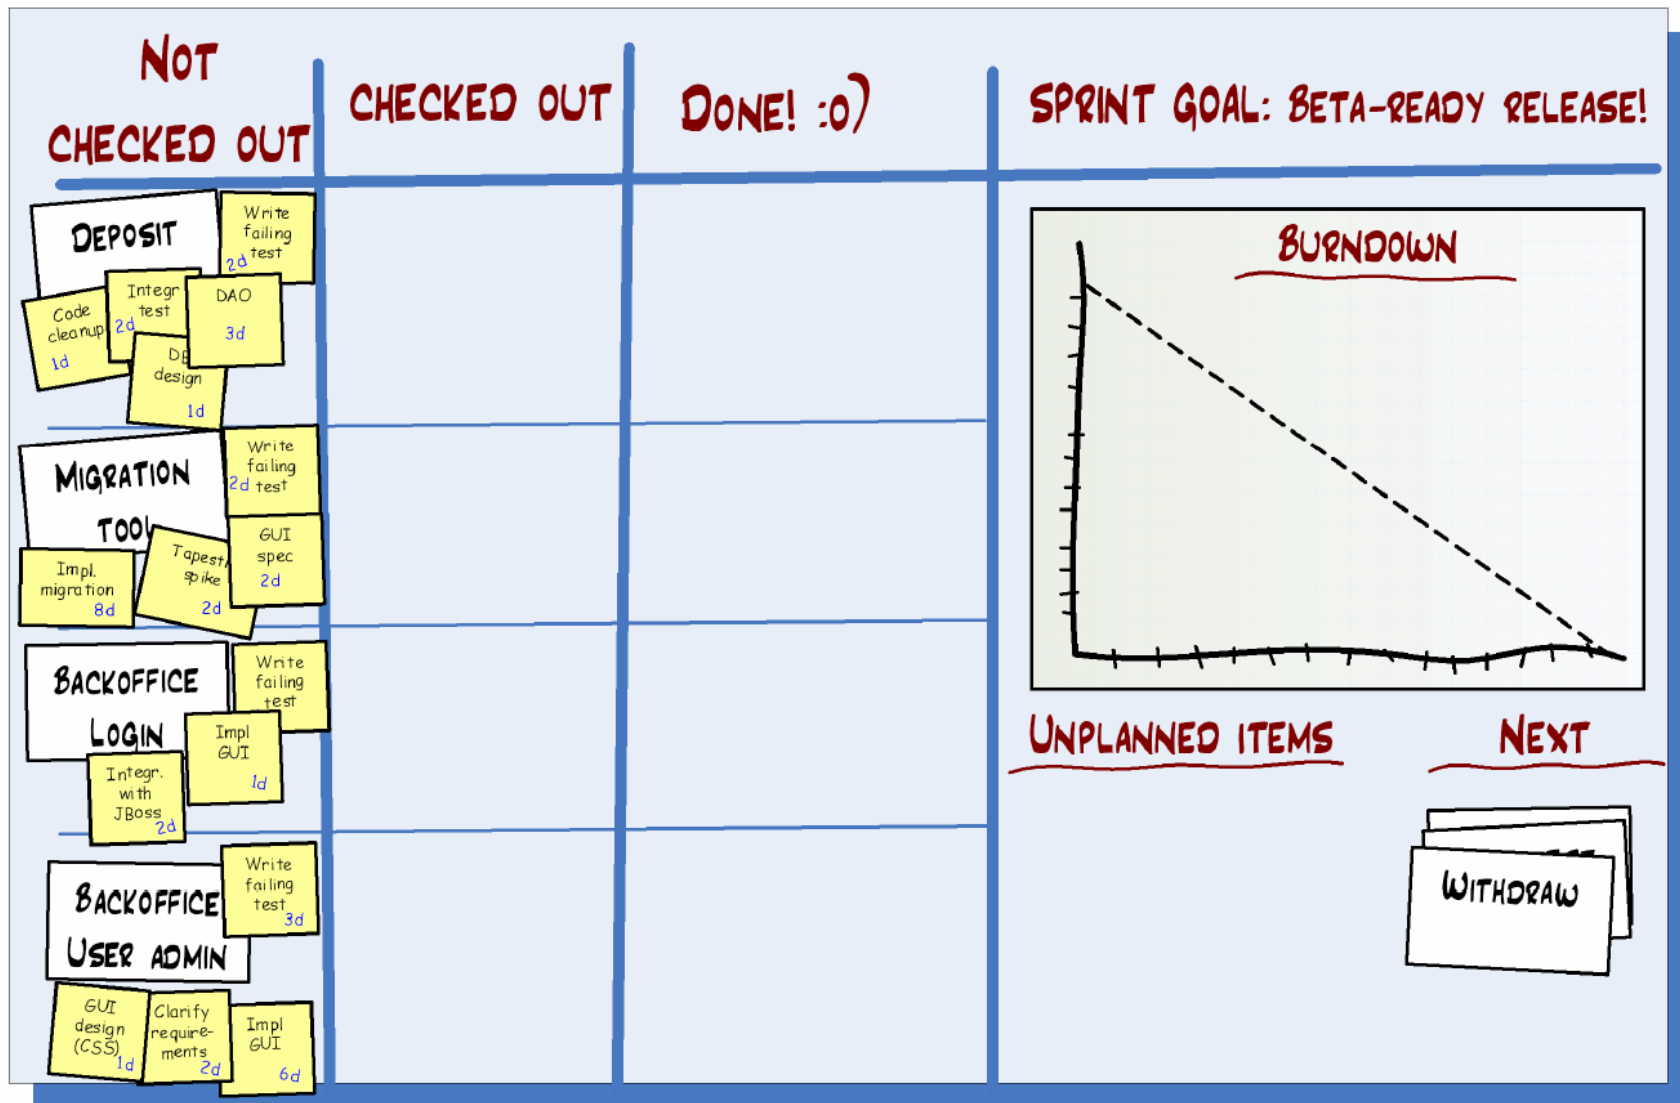 NOT
CHECKED OUT
CHECKED OUT
DONE! :o)
SPRINT GOAL: BETA-READY RELEASE!
DEPOSIT
Write
failing
test
2d
Code
cleanup
1d
Integr
test
2d
DAO
3d
DB
design
1d
MIGRATION
TOOL
Write
failing
test
2d
Impl.
migration
8d
Tapestr
spike
2d
GUI
spec
2d
BACKOFFICE
LOGIN
Write
failing
test
Integr.
with
JBoss
2d
Impl
GUI
1d
BACKOFFICE
USER ADMIN
Write
failing
test
3d
GUI
design
(CSS)
1d
Clarify
require-
ments
2d
Impl
GUI
6d
BURNDOWN
UNPLANNED ITEMS
NEXT
WITHDRAW